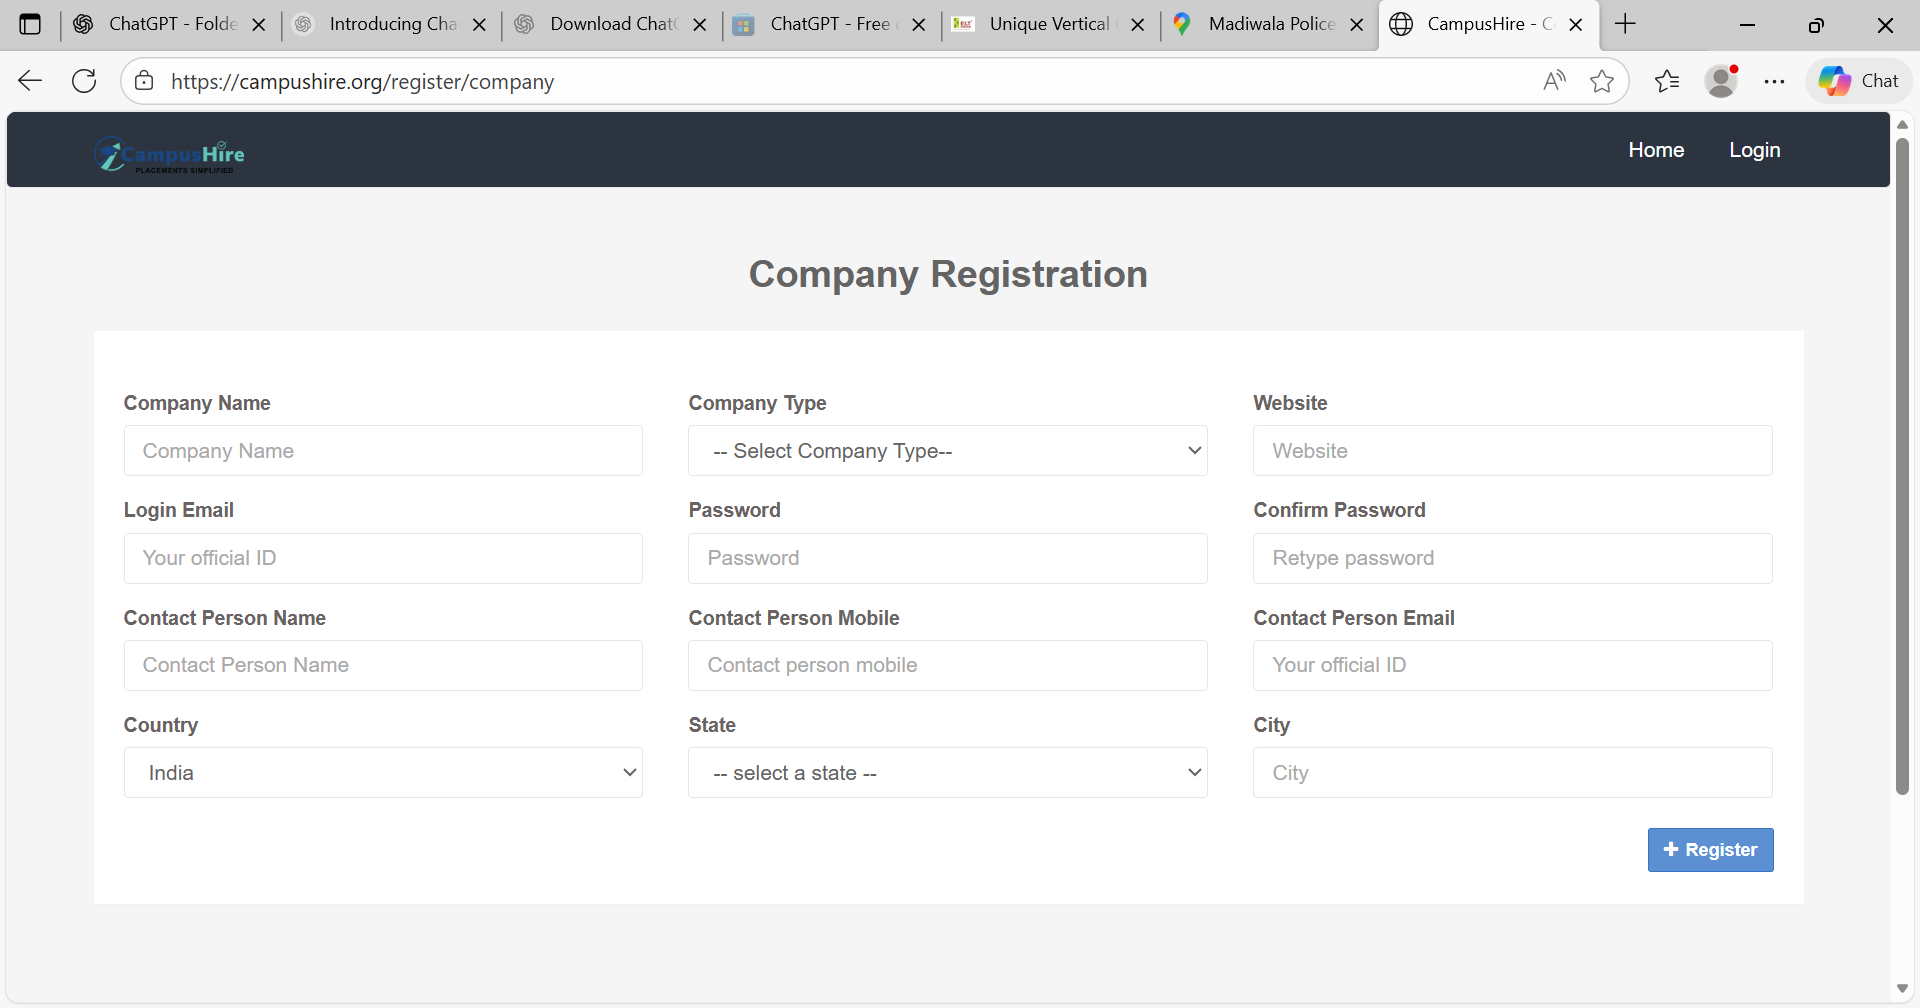 ChatGPT - Folde
Introducing Cha
Download ChatG
ChatGPT - Free
Unique Vertical
Madiwala Police
CampusHire - C
https://campushire.org/register/company
Chat
CampusHire
PLACEMENTS SIMPLIFIED
Home
Login
Company Registration
Company Name
Company Type
Website
Company Name
-- Select Company Type--
Website
Login Email
Password
Confirm Password
Your official ID
Password
Retype password
Contact Person Name
Contact Person Mobile
Contact Person Email
Contact Person Name
Contact person mobile
Your official ID
Country
State
City
India
-- select a state --
City
Register